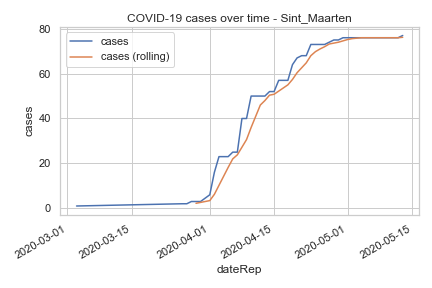 COVID-19 cases over time - Sint_Maarten
cases
cases (rolling)
80
60
40
20
0
cases
2020-03-01
2020-03-15
2020-04-01
2020-04-15
2020-05-01
2020-05-15
dateRep